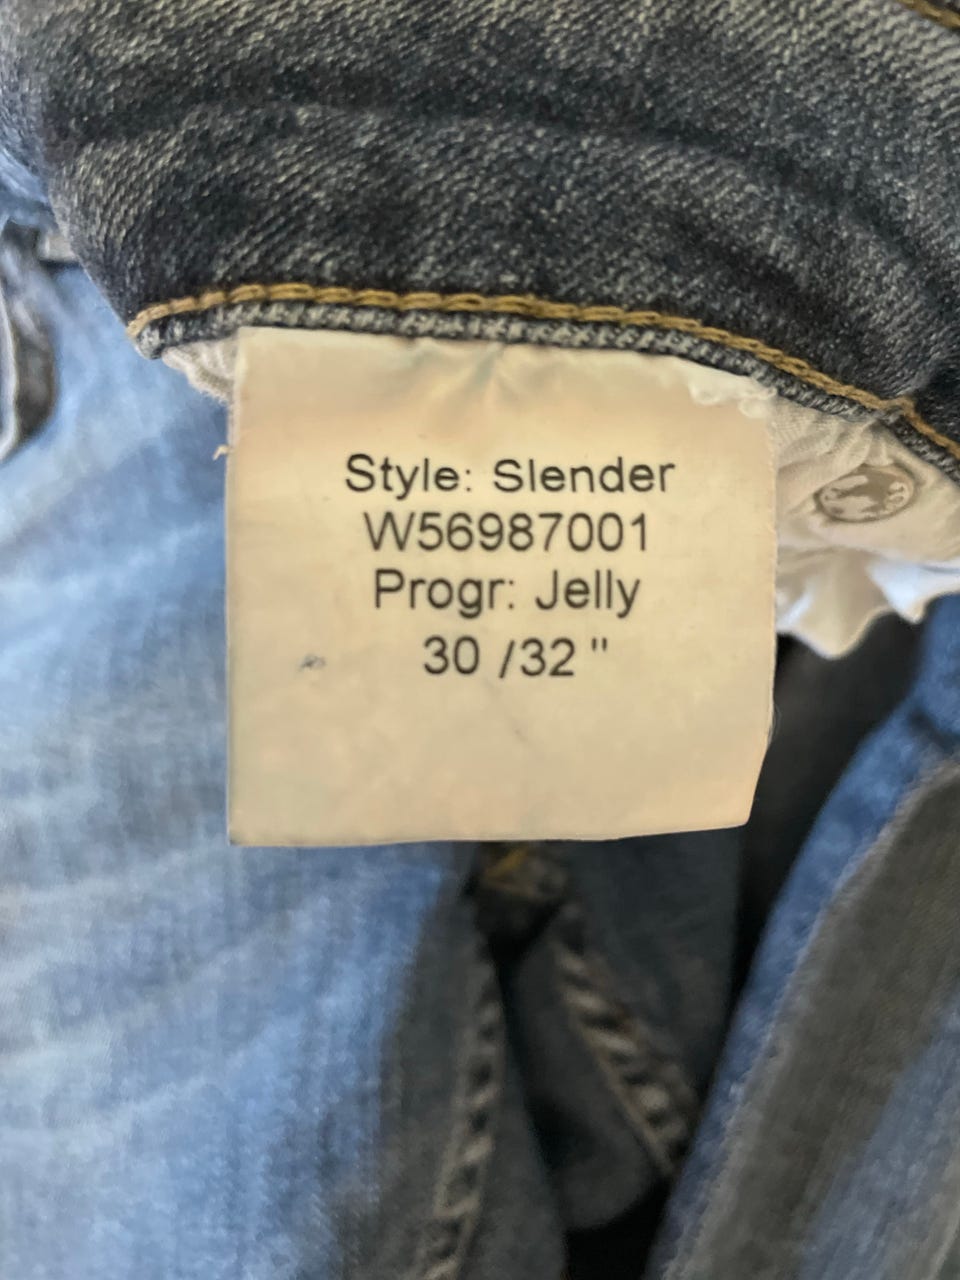 Style: Slender
W56987001
Progr: Jelly
30 /32 "